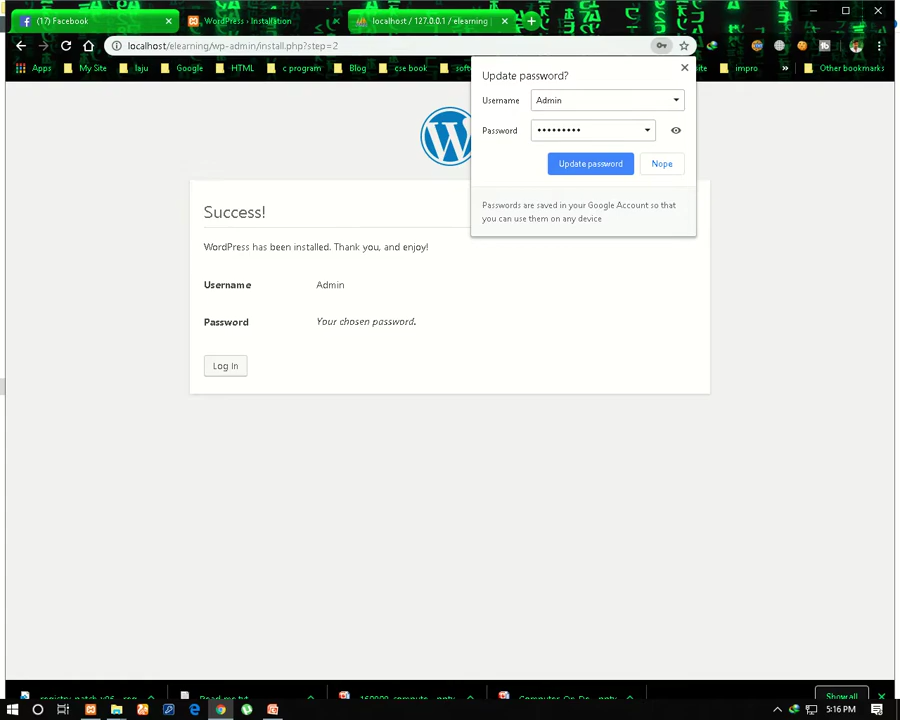 (17) Facebook
WordPress › Installation
localhost / 127.0.0.1 / elearning |
localhost/elearning/wp-admin/install.php?step=2
Apps My Site laju Google HTML c program Blog cse book impro » Other bookmarks
Update password?
Username Admin
Password •••••••••
Update password Nope
Passwords are saved in your Google Account so that
you can use them on any device
Success!
WordPress has been installed. Thank you, and enjoy!
Username Admin
Password Your chosen password.
Log In
Show all
5:16 PM